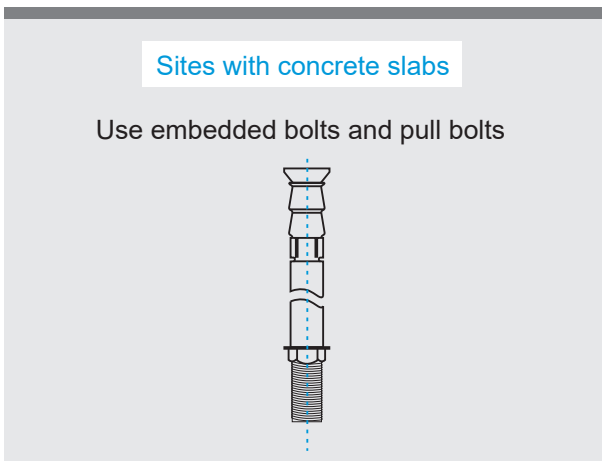 Sites with concrete slabs
Use embedded bolts and pull bolts